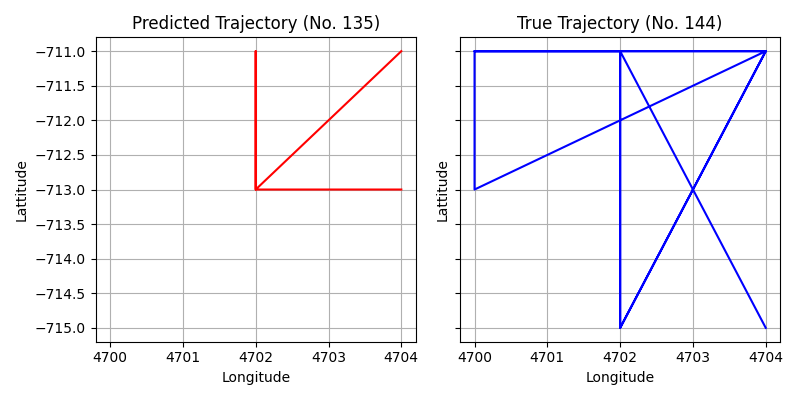 Predicted Trajectory (No. 135)
True Trajectory (No. 144)
−711.0
−711.5
−712.0
−712.5
−713.0
−713.5
−714.0
−714.5
−715.0
Lattitude
Lattitude
4700 4701 4702 4703 4704
4700 4701 4702 4703 4704
Longitude
Longitude